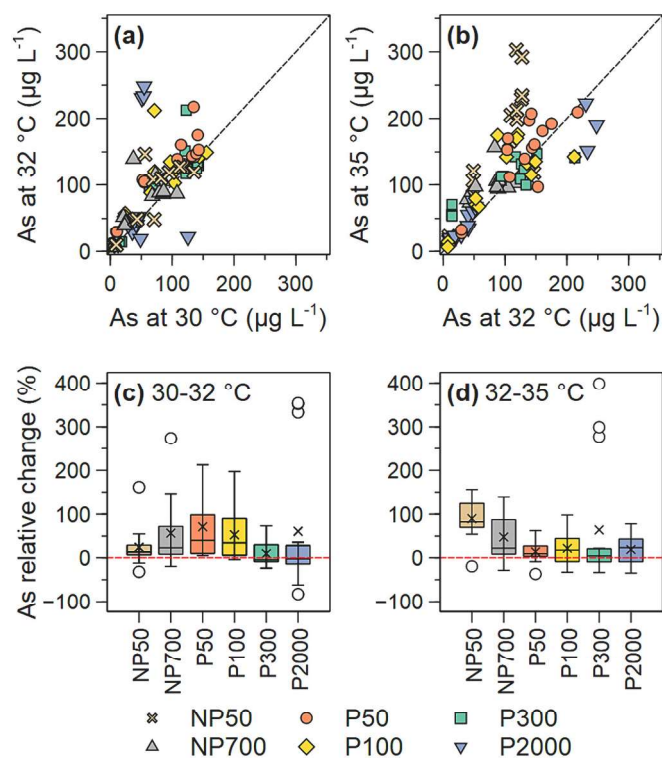 (a)
(b)
As at 32 °C (µg L⁻¹)
300
200
100
0
0 100 200 300
As at 30 °C (µg L⁻¹)
As at 35 °C (µg L⁻¹)
300
200
100
0
0 100 200 300
As at 32 °C (µg L⁻¹)
As relative change (%)
(c) 30-32 °C
400
300
200
100
0
−100
NP50 NP700 P50 P100 P300 P2000
(d) 32-35 °C
400
300
200
100
0
−100
NP50 NP700 P50 P100 P300 P2000
NP50 P50 P300
NP700 P100 P2000